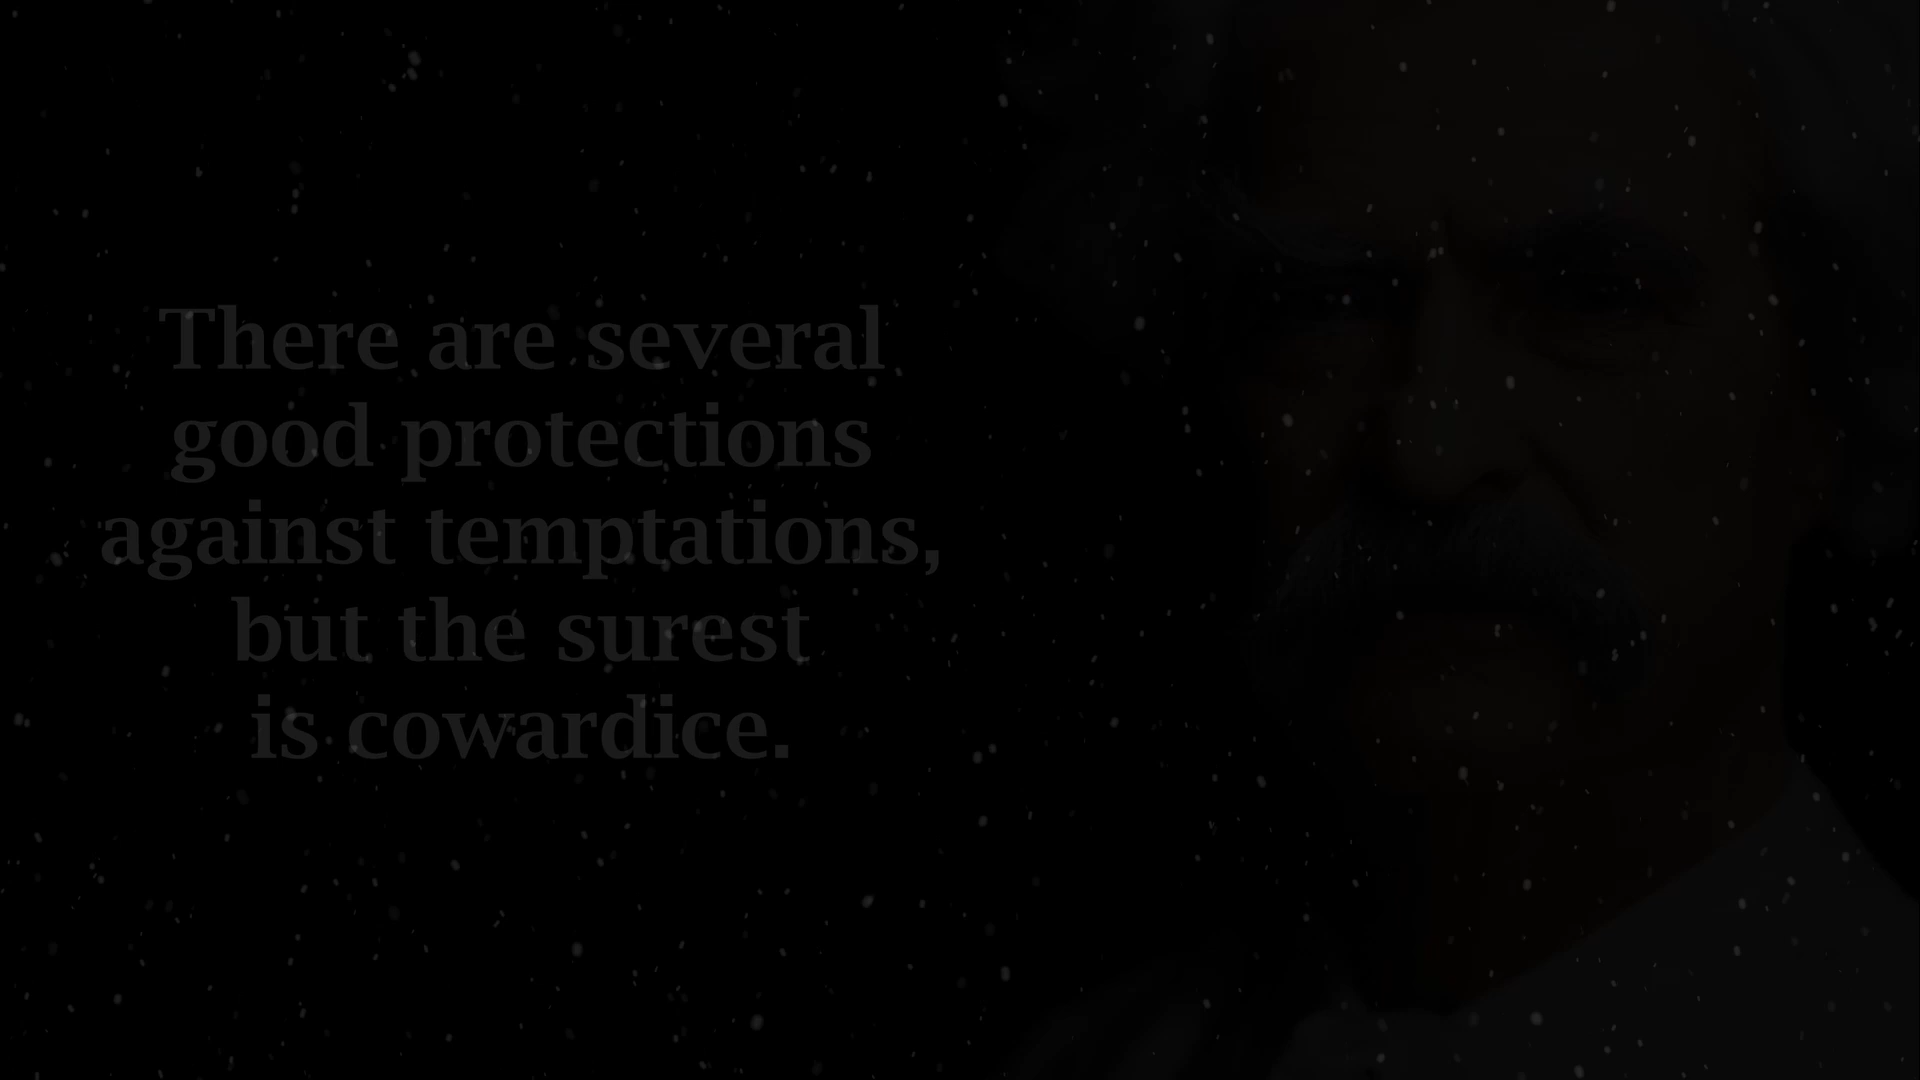 There are several
good protections
against temptations,
but the surest
is cowardice.